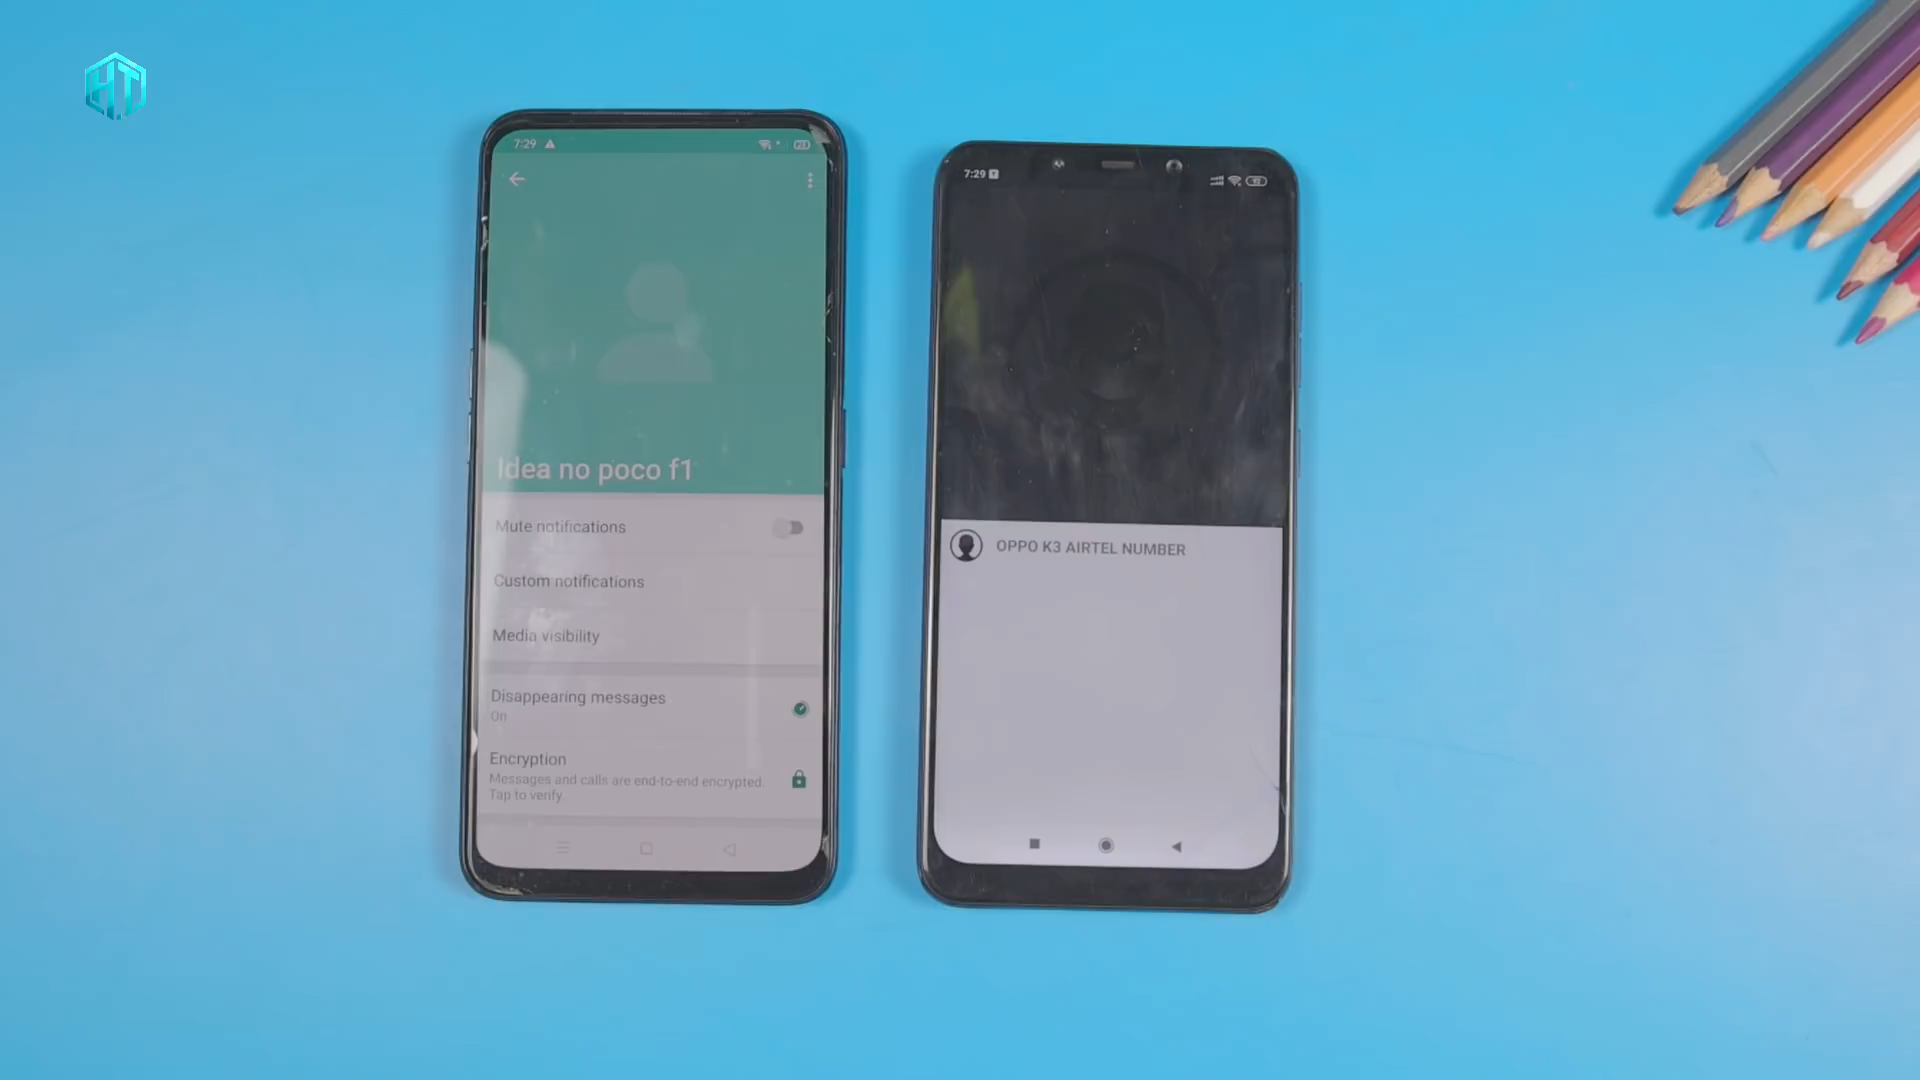 HT
7:29
Idea no poco f1
Mute notifications
Custom notifications
Media visibility
Disappearing messages
On
Encryption
Messages and calls are end-to-end encrypted.
Tap to verify.
7:29
OPPO K3 AIRTEL NUMBER